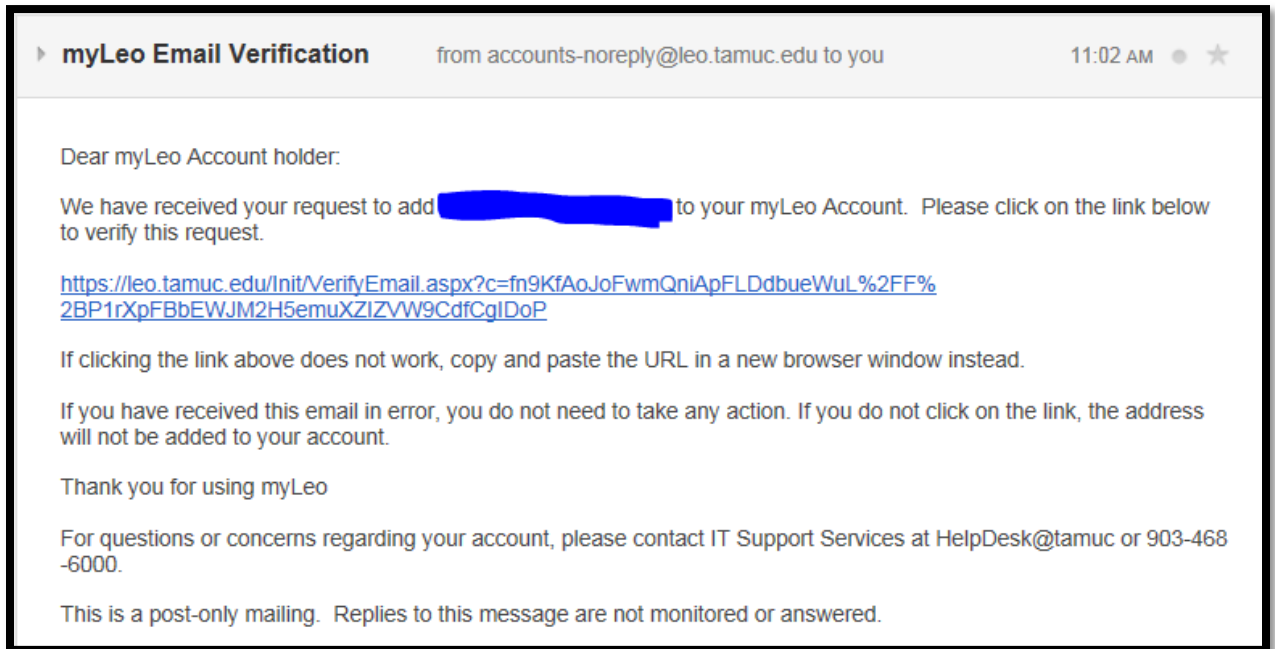 myLeo Email Verification from accounts-noreply@leo.tamuc.edu to you 11:02 AM
Dear myLeo Account holder:
We have received your request to add to your myLeo Account.  Please click on the link below
to verify this request.
https://leo.tamuc.edu/Init/VerifyEmail.aspx?c=fn9KfAoJoFwmQniApFLDdbueWuL%2FF%
2BP1rXpFBbEWJM2H5emuXZIZVW9CdfCgIDoP
If clicking the link above does not work, copy and paste the URL in a new browser window instead.
If you have received this email in error, you do not need to take any action. If you do not click on the link, the address
will not be added to your account.
Thank you for using myLeo
For questions or concerns regarding your account, please contact IT Support Services at HelpDesk@tamuc or 903-468
-6000.
This is a post-only mailing.  Replies to this message are not monitored or answered.